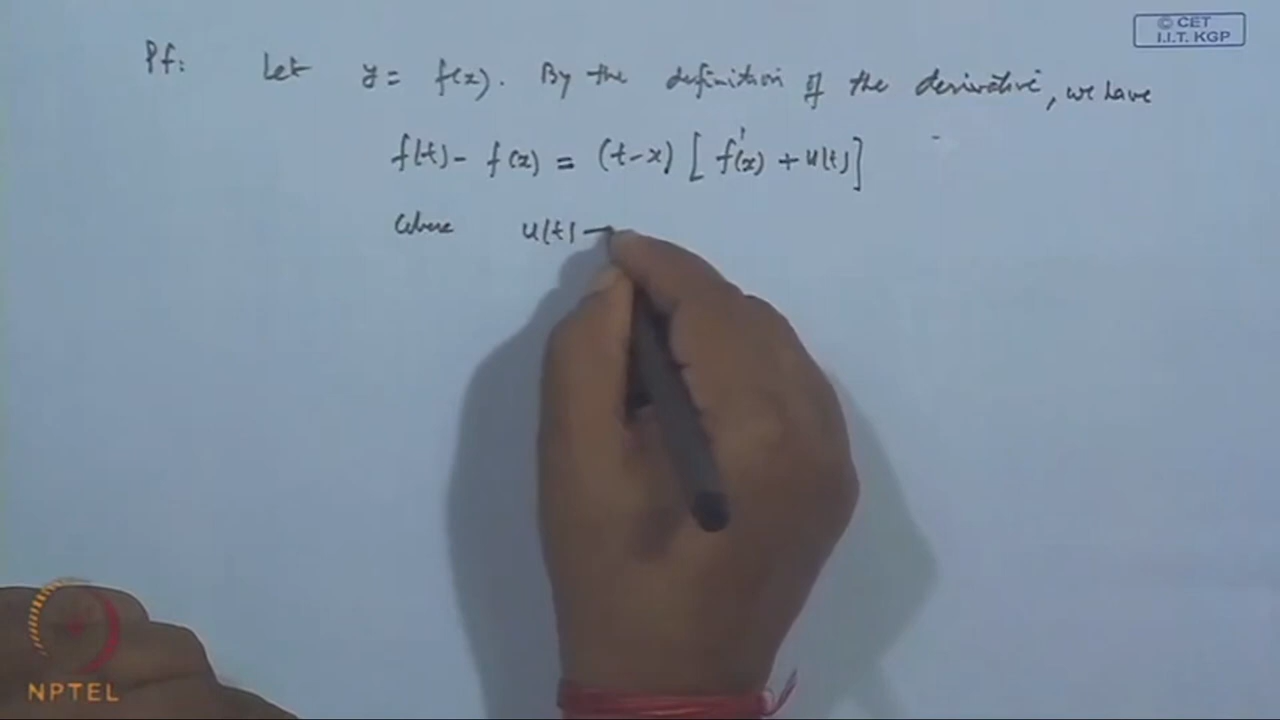 © CET
I.I.T. KGP
Pf: Let y = f(x). By the definition of the derivative, we have
f(t) - f(x) = (t-x) [ f'(x) + u(t) ]
where u(t) →
NPTEL